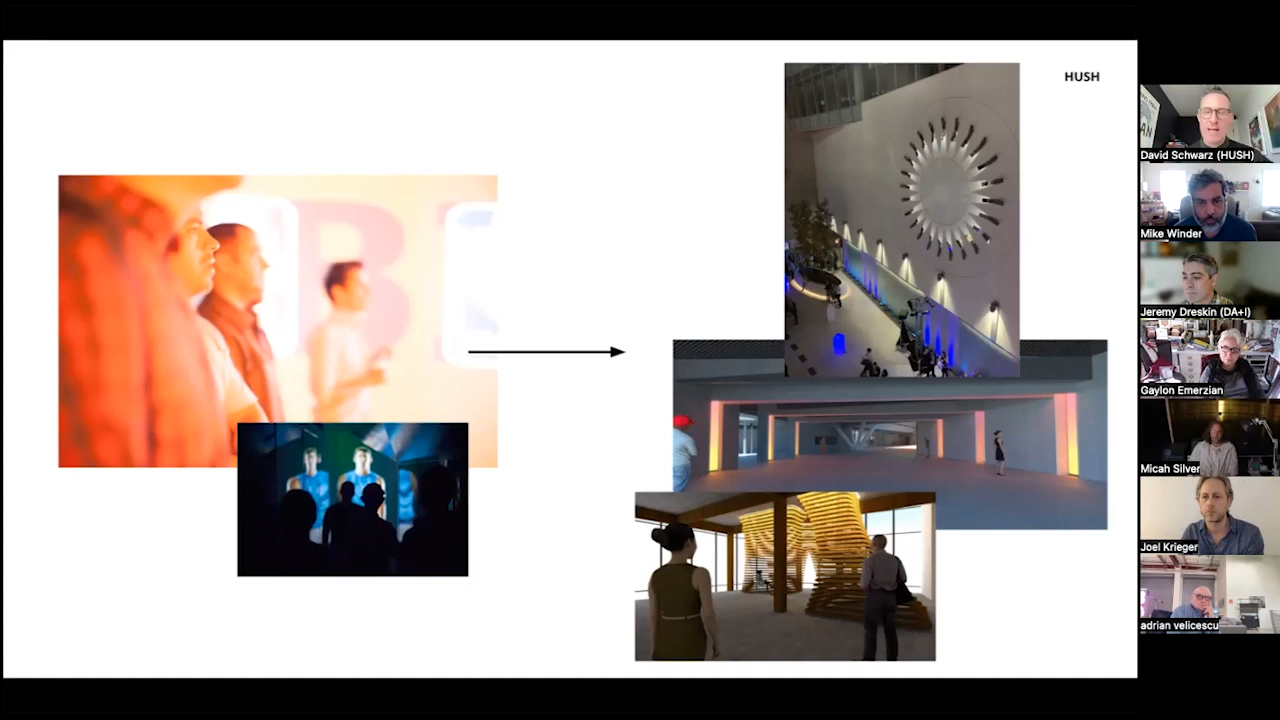 HUSH
David Schwarz (HUSH)
Mike Winder
Jeremy Dreskin (DA+I)
Gaylon Emerzian
Micah Silver
Joel Krieger
adrian velicescu